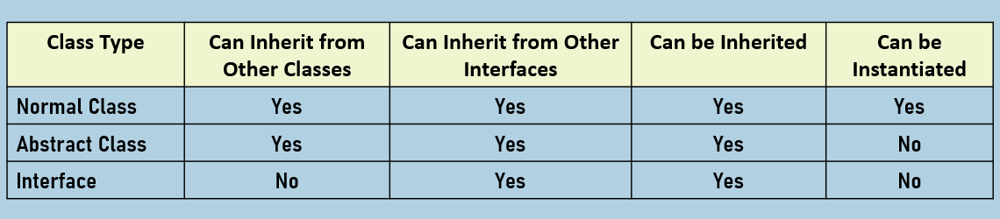 Class Type
Can Inherit from
Other Classes
Can Inherit from Other
Interfaces
Can be Inherited
Can be
Instantiated
Normal Class Yes Yes Yes Yes
Abstract Class Yes Yes Yes No
Interface No Yes Yes No